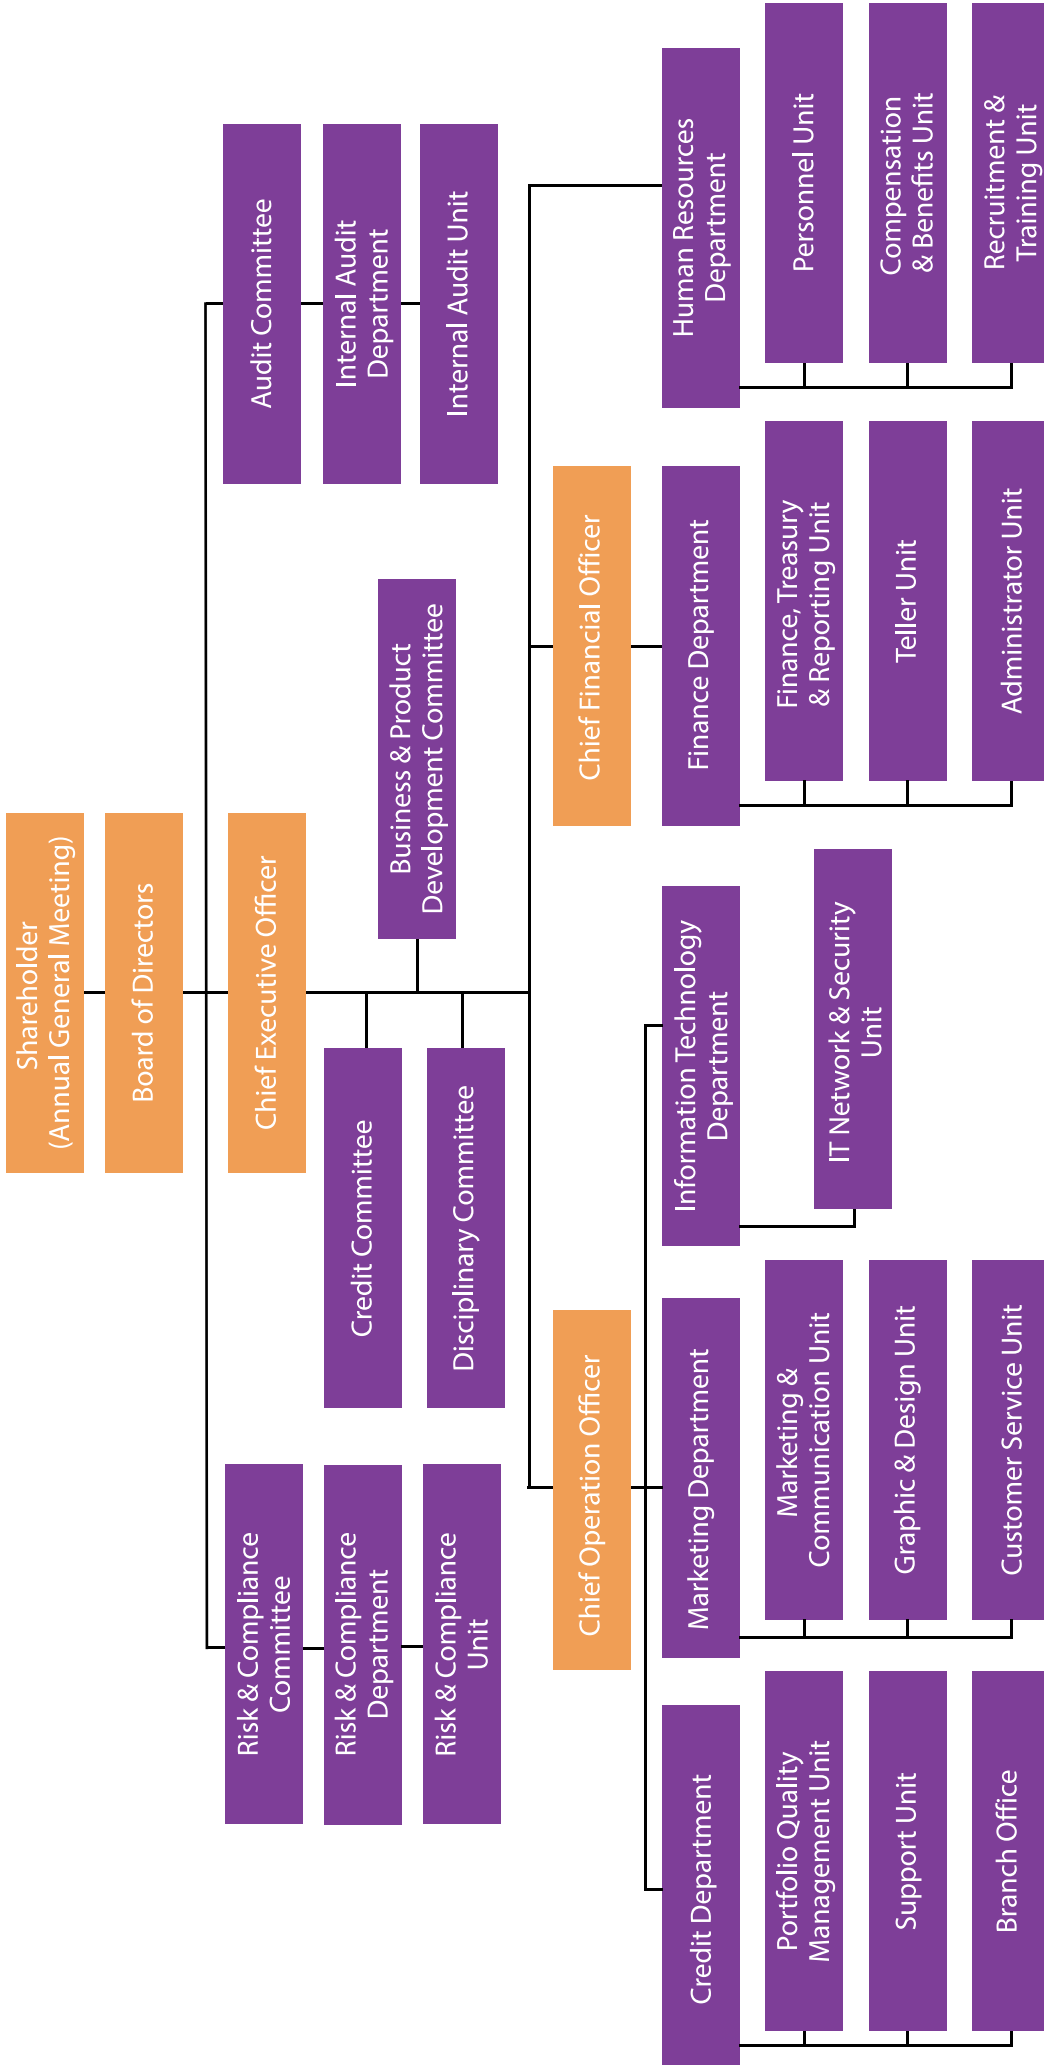 Shareholder
(Annual General Meeting)
Board of Directors
Chief Executive Officer
Risk & Compliance
Committee
Risk & Compliance
Department
Risk & Compliance
Unit
Audit Committee
Internal Audit
Department
Internal Audit Unit
Credit Committee
Business & Product
Development Committee
Disciplinary Committee
Chief Operation Officer
Chief Financial Officer
Credit Department
Portfolio Quality
Management Unit
Support Unit
Branch Office
Marketing Department
Marketing &
Communication Unit
Graphic & Design Unit
Customer Service Unit
Information Technology
Department
IT Network & Security
Unit
Finance Department
Finance, Treasury
& Reporting Unit
Teller Unit
Administrator Unit
Human Resources
Department
Personnel Unit
Compensation
& Benefits Unit
Recruitment &
Training Unit